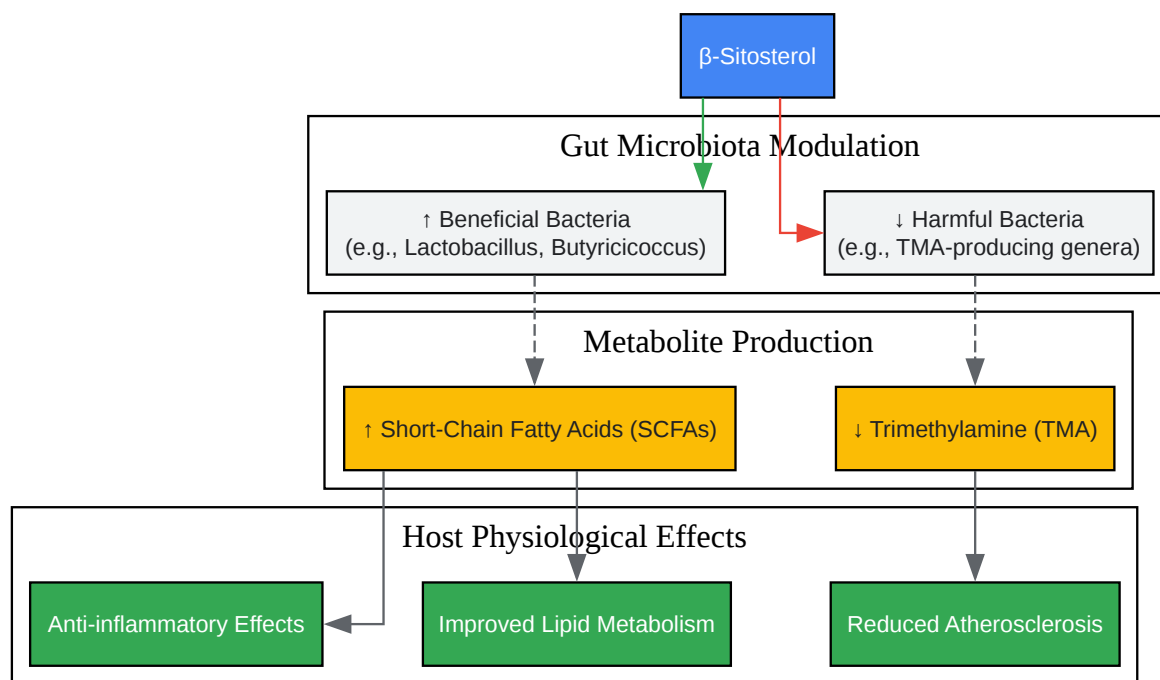 β-Sitosterol
Gut Microbiota Modulation
↑ Beneficial Bacteria
(e.g., Lactobacillus, Butyricicoccus)
↓ Harmful Bacteria
(e.g., TMA-producing genera)
Metabolite Production
↑ Short-Chain Fatty Acids (SCFAs)
↓ Trimethylamine (TMA)
Host Physiological Effects
Anti-inflammatory Effects
Improved Lipid Metabolism
Reduced Atherosclerosis